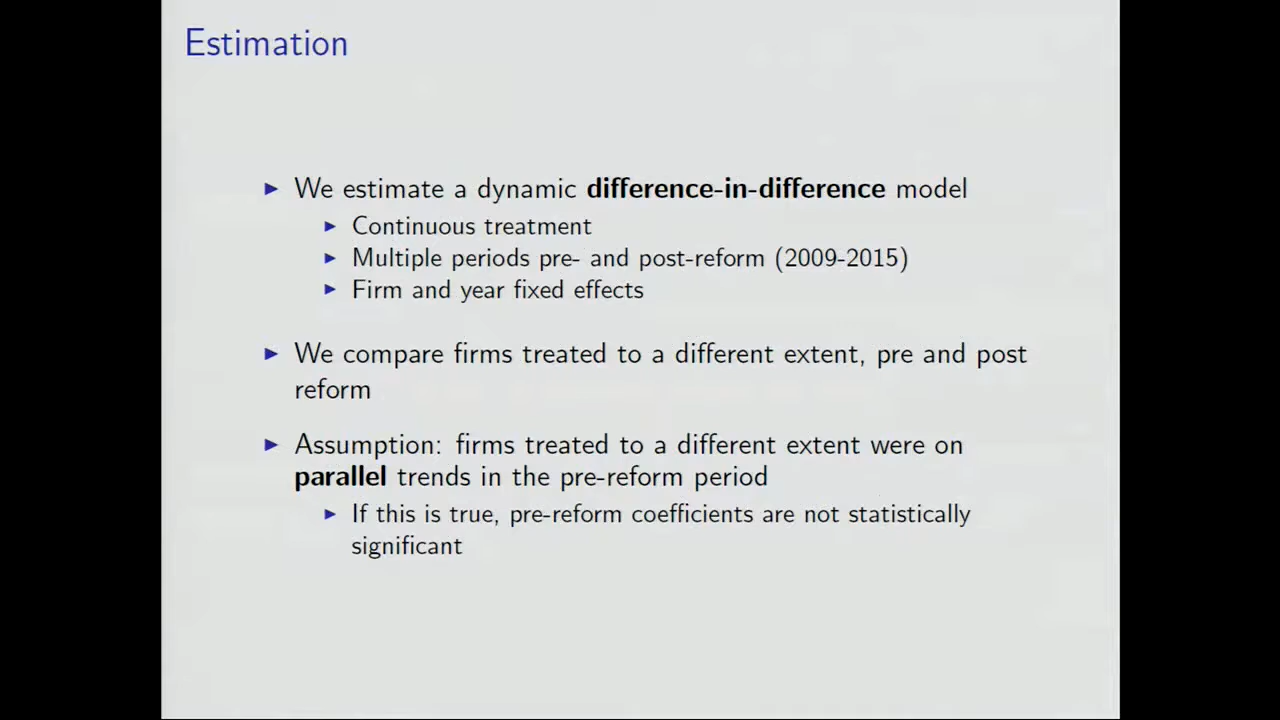 Estimation
We estimate a dynamic difference-in-difference model
Continuous treatment
Multiple periods pre- and post-reform (2009-2015)
Firm and year fixed effects
We compare firms treated to a different extent, pre and post
reform
Assumption: firms treated to a different extent were on
parallel trends in the pre-reform period
If this is true, pre-reform coefficients are not statistically
significant